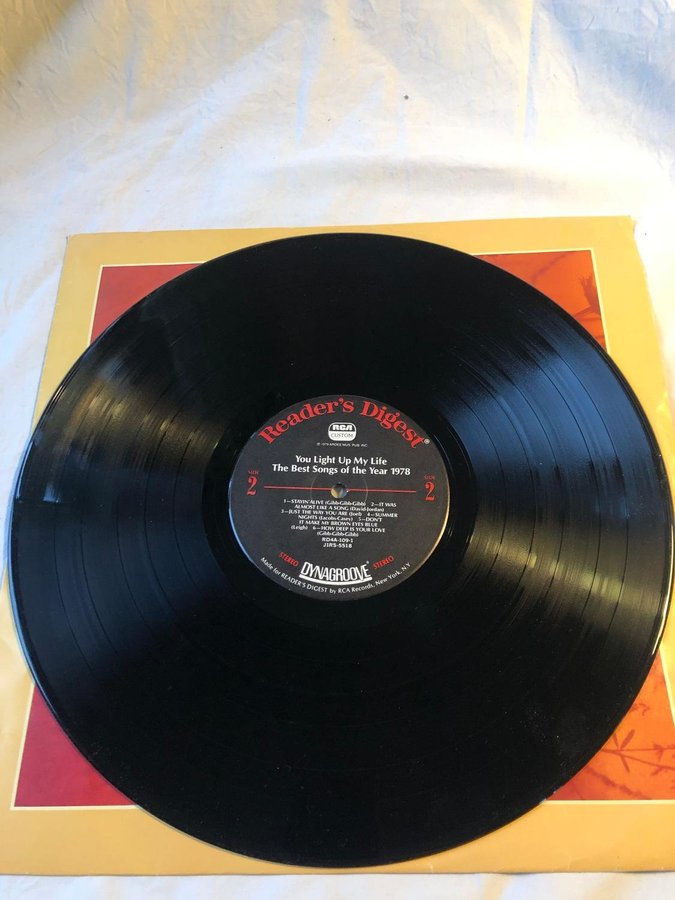 Reader's Digest®
RCA
CUSTOM
You Light Up My Life
The Best Songs of the Year 1978
SIDE
2
SIDE
2
1—STAYIN' ALIVE (Gibb-Gibb-Gibb) 2—IT WAS
ALMOST LIKE A SONG (David-Jordan)
3—JUST THE WAY YOU ARE (Joel) 4—SUMMER
NIGHTS (Jacobs-Casey) 5—DON'T
IT MAKE MY BROWN EYES BLUE
(Leigh) 6—HOW DEEP IS YOUR LOVE
(Gibb-Gibb-Gibb)
RD4A-109-1
J1RS-5518
STEREO DYNAGROOVE STEREO
Made for READER'S DIGEST by RCA Records, New York, N.Y.